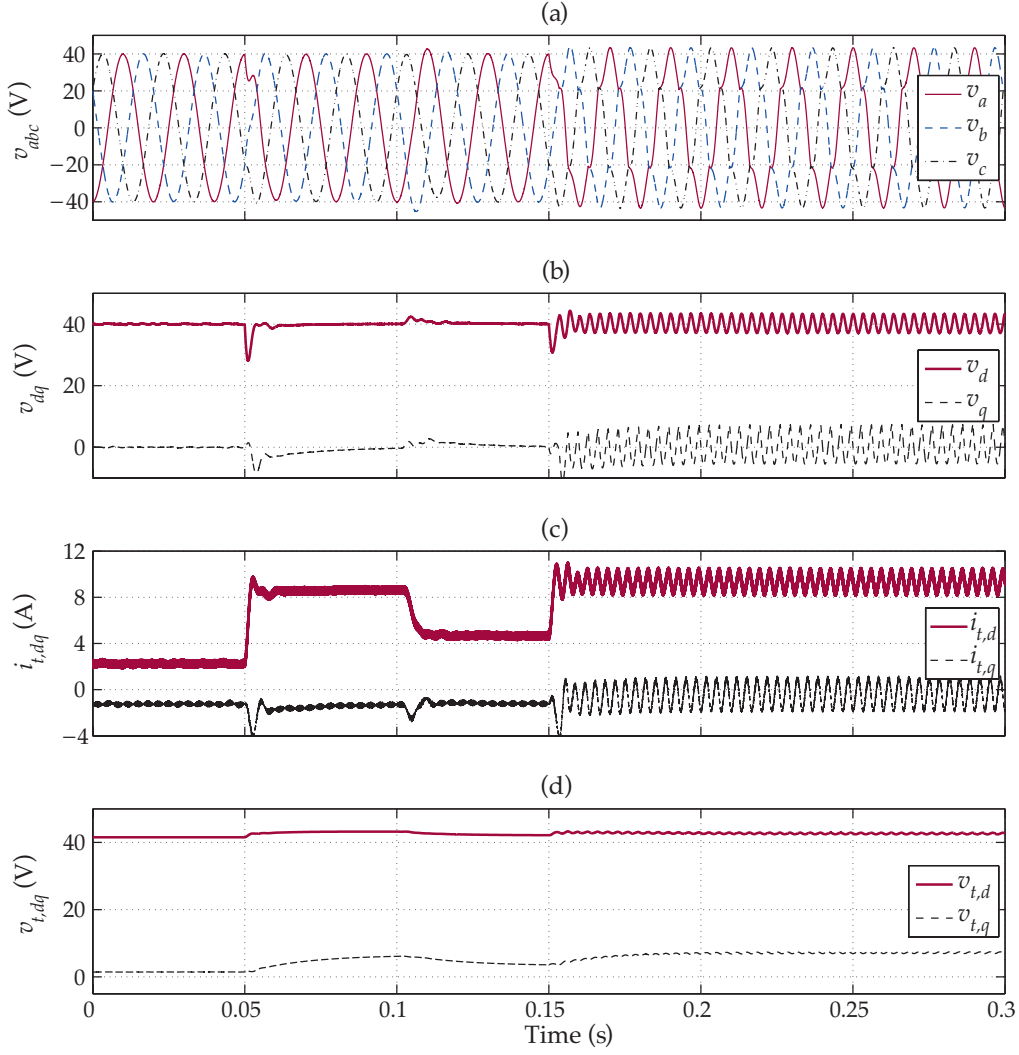 (a)
v_abc (V)
40
20
0
−20
−40
v_a
v_b
v_c
(b)
v_dq (V)
40
20
0
v_d
v_q
(c)
i_t,dq (A)
12
8
4
0
−4
i_t,d
i_t,q
(d)
v_t,dq (V)
40
20
0
v_t,d
v_t,q
0 0.05 0.1 0.15 0.2 0.25 0.3
Time (s)